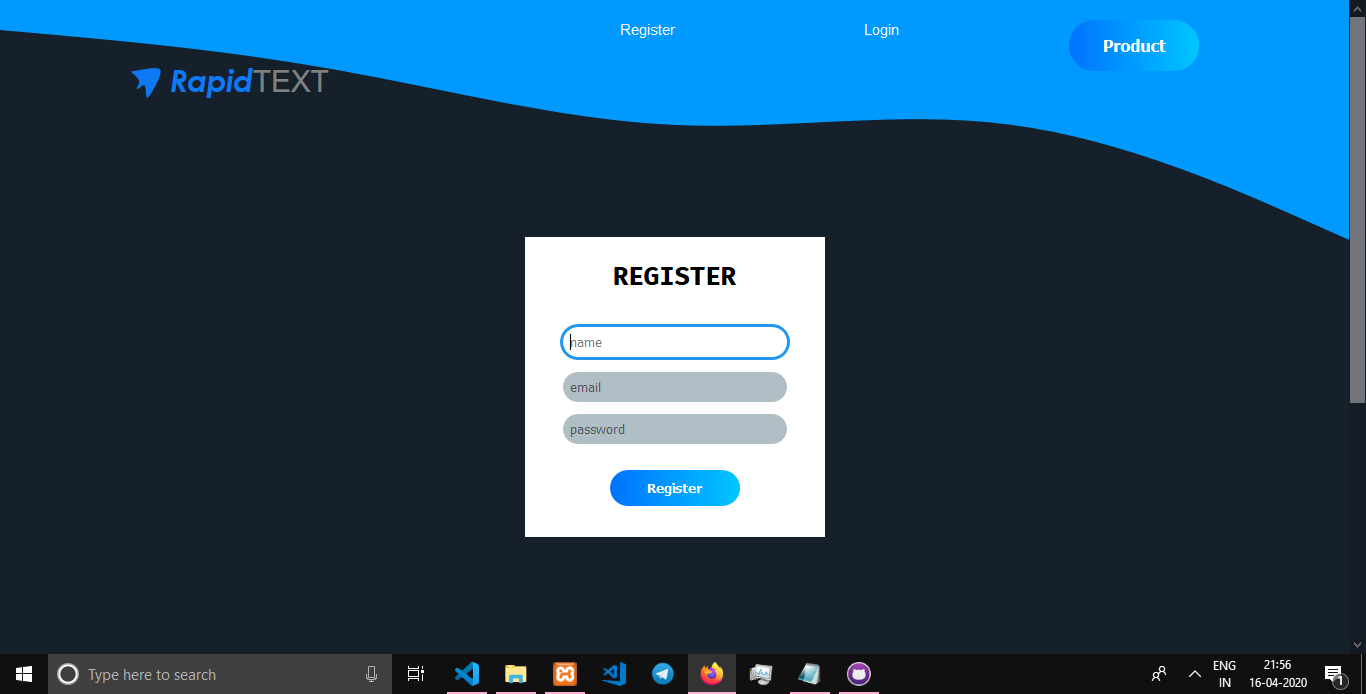 Register
Login
Product
RapidTEXT
REGISTER
name
email
password
Register
Type here to search
ENG
IN
21:56
16-04-2020
1